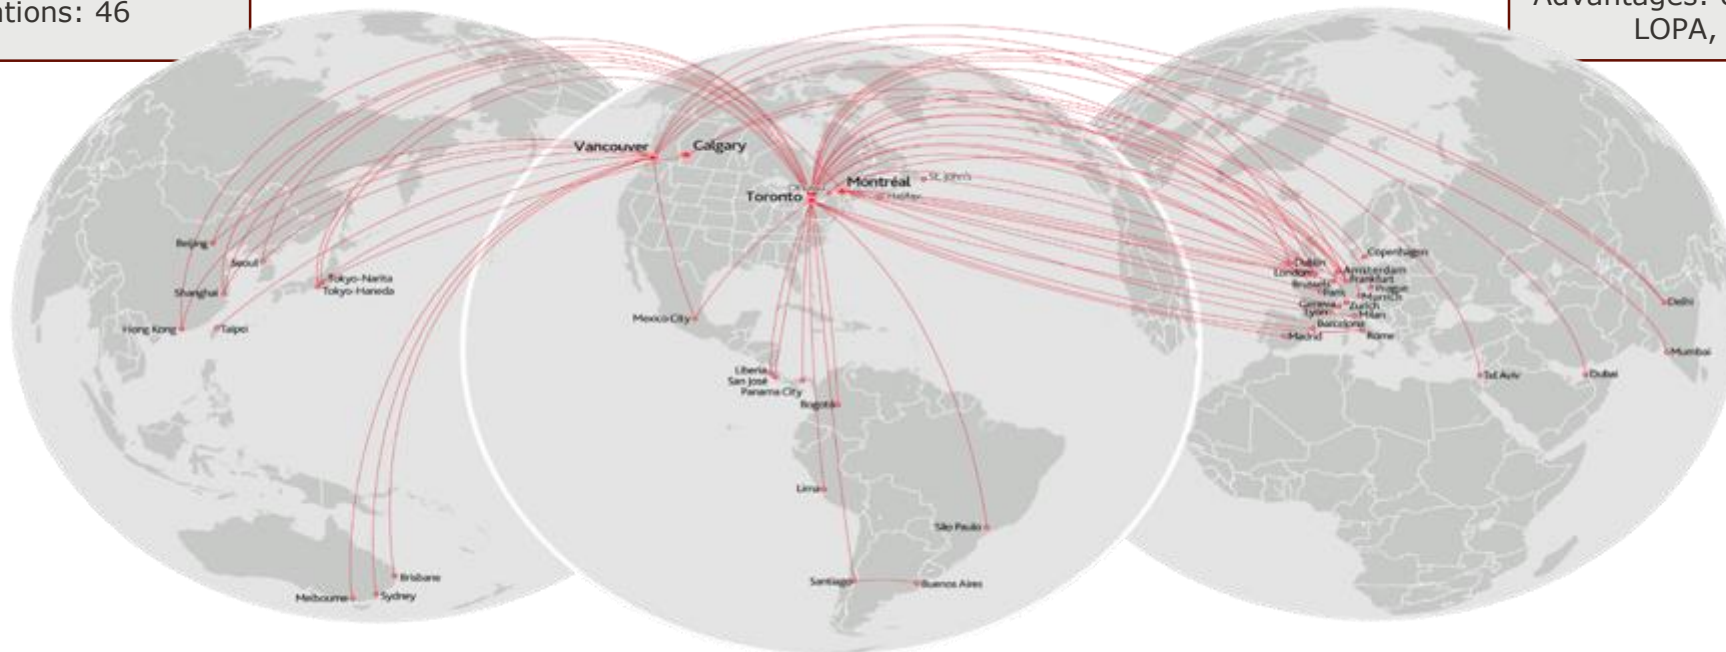 ations: 46
Advantages:
LOPA,
Vancouver
Calgary
Montréal
St. John's
Halifax
Toronto
Beijing
Seoul
Shanghai
Hong Kong
Taipei
Tokyo-Narita
Tokyo-Haneda
Melbourne
Sydney
Brisbane
Mexico City
Liberia
San José
Panama City
Bogotá
Lima
São Paulo
Santiago
Buenos Aires
Copenhagen
Dublin
London
Amsterdam
Frankfurt
Brussels
Prague
Paris
Munich
Geneva
Zurich
Lyon
Milan
Barcelona
Madrid
Rome
Tel Aviv
Dubai
Delhi
Mumbai